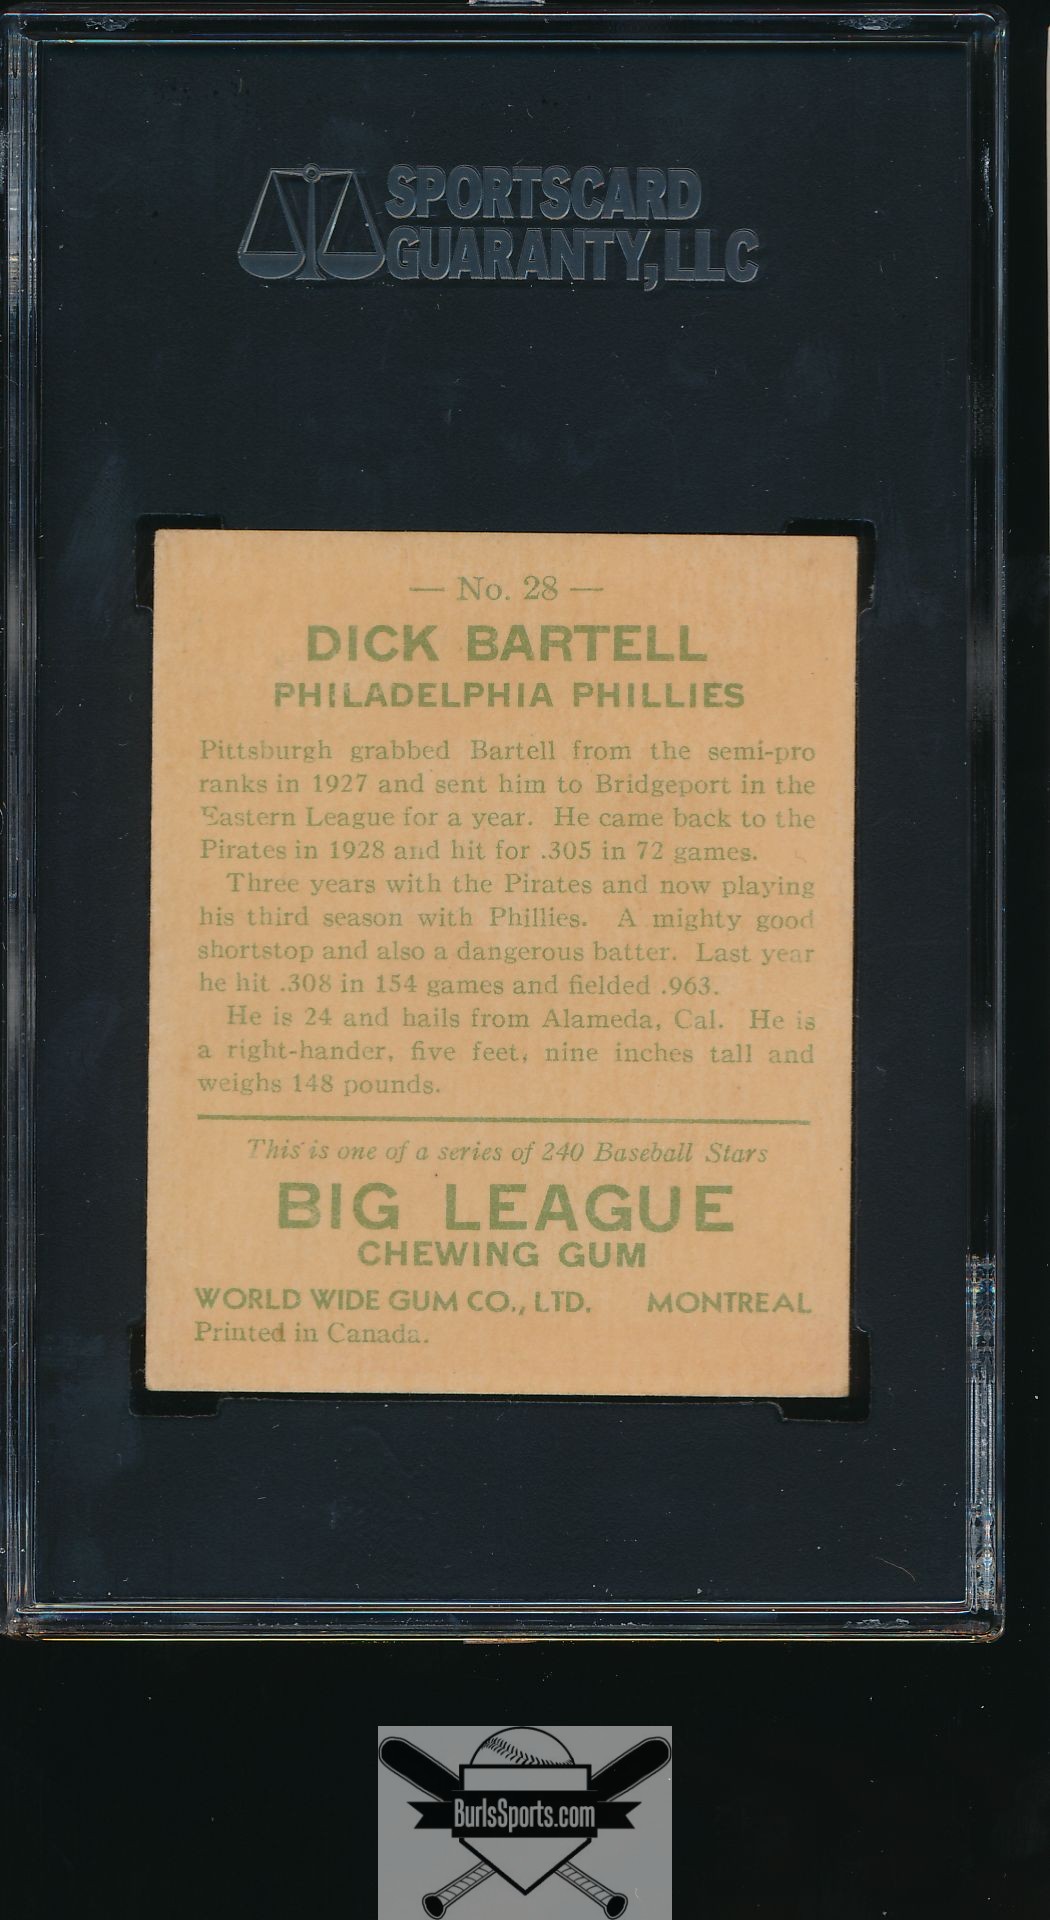 SPORTSCARD
GUARANTY, LLC
— No. 28 —
DICK BARTELL
PHILADELPHIA PHILLIES
Pittsburgh grabbed Bartell from the semi-pro
ranks in 1927 and sent him to Bridgeport in the
Eastern League for a year. He came back to the
Pirates in 1928 and hit for .305 in 72 games.
Three years with the Pirates and now playing
his third season with Phillies. A mighty good
shortstop and also a dangerous batter. Last year
he hit .308 in 154 games and fielded .963.
He is 24 and hails from Alameda, Cal. He is
a right-hander, five feet, nine inches tall and
weighs 148 pounds.
This is one of a series of 240 Baseball Stars
BIG LEAGUE
CHEWING GUM
WORLD WIDE GUM CO., LTD. MONTREAL
Printed in Canada.
BurlsSports.com